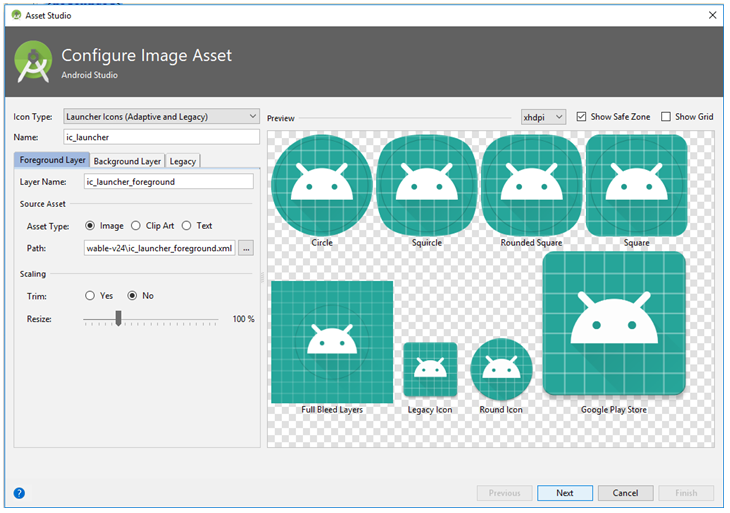 Asset Studio
Configure Image Asset
Android Studio
Icon Type: Launcher Icons (Adaptive and Legacy)
Name: ic_launcher
Foreground Layer Background Layer Legacy
Layer Name: ic_launcher_foreground
Source Asset
Asset Type: Image Clip Art Text
Path: wable-v24\ic_launcher_foreground.xml ...
Scaling
Trim: Yes No
Resize: 100 %
Preview xhdpi Show Safe Zone Show Grid
Circle Squircle Rounded Square Square
Full Bleed Layers Legacy Icon Round Icon Google Play Store
? Previous Next Cancel Finish